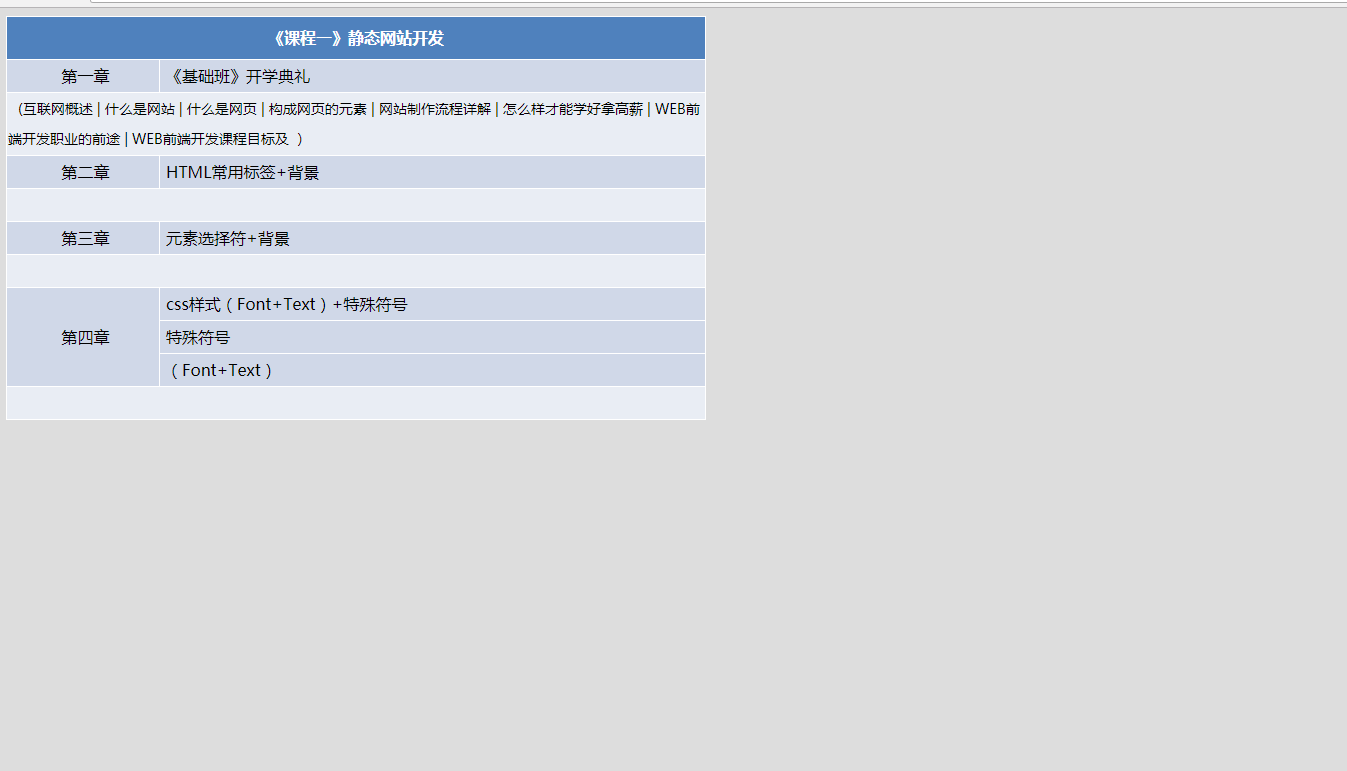 《课程一》静态网站开发
第一章 《基础班》开学典礼
（互联网概述 | 什么是网站 | 什么是网页 | 构成网页的元素 | 网站制作流程详解 | 怎么样才能学好拿高薪 | WEB前
端开发职业的前途 | WEB前端开发课程目标及 ）
第二章 HTML常用标签+背景
第三章 元素选择符+背景
css样式（Font+Text）+特殊符号
第四章 特殊符号
（Font+Text）